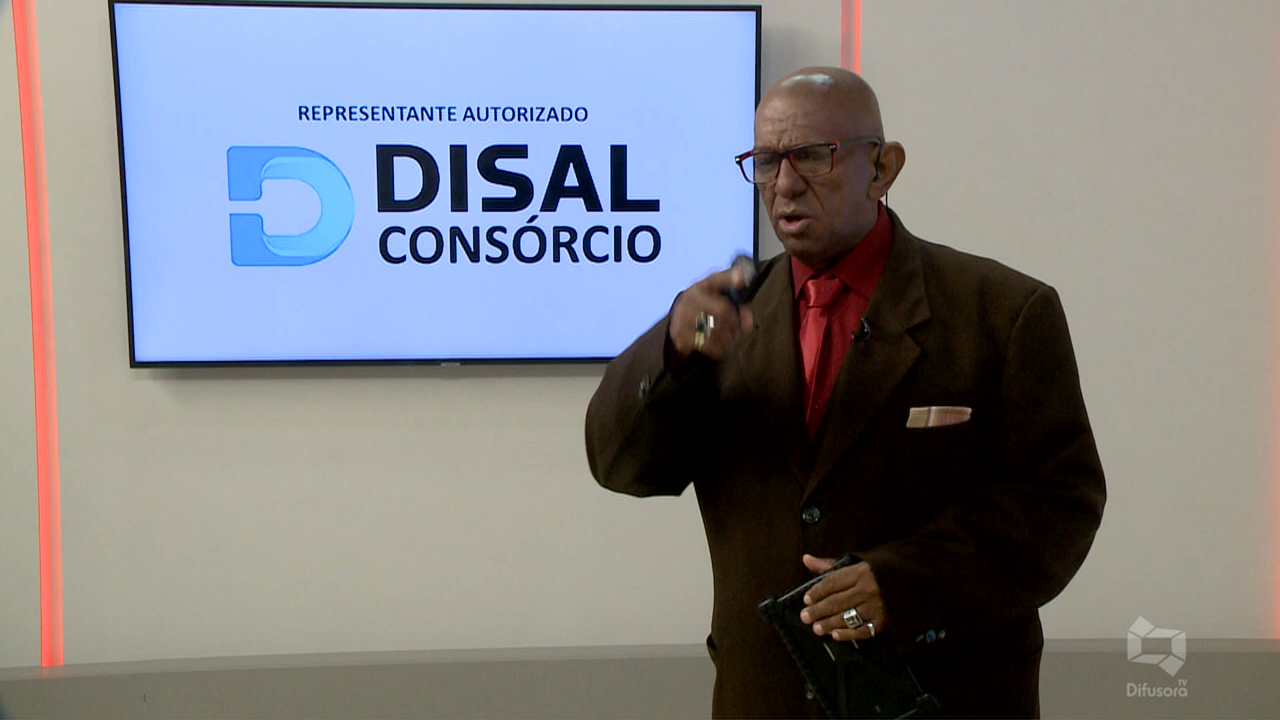 REPRESENTANTE AUTORIZADO
DISAL
CONSÓRCIO
TV
Difusora